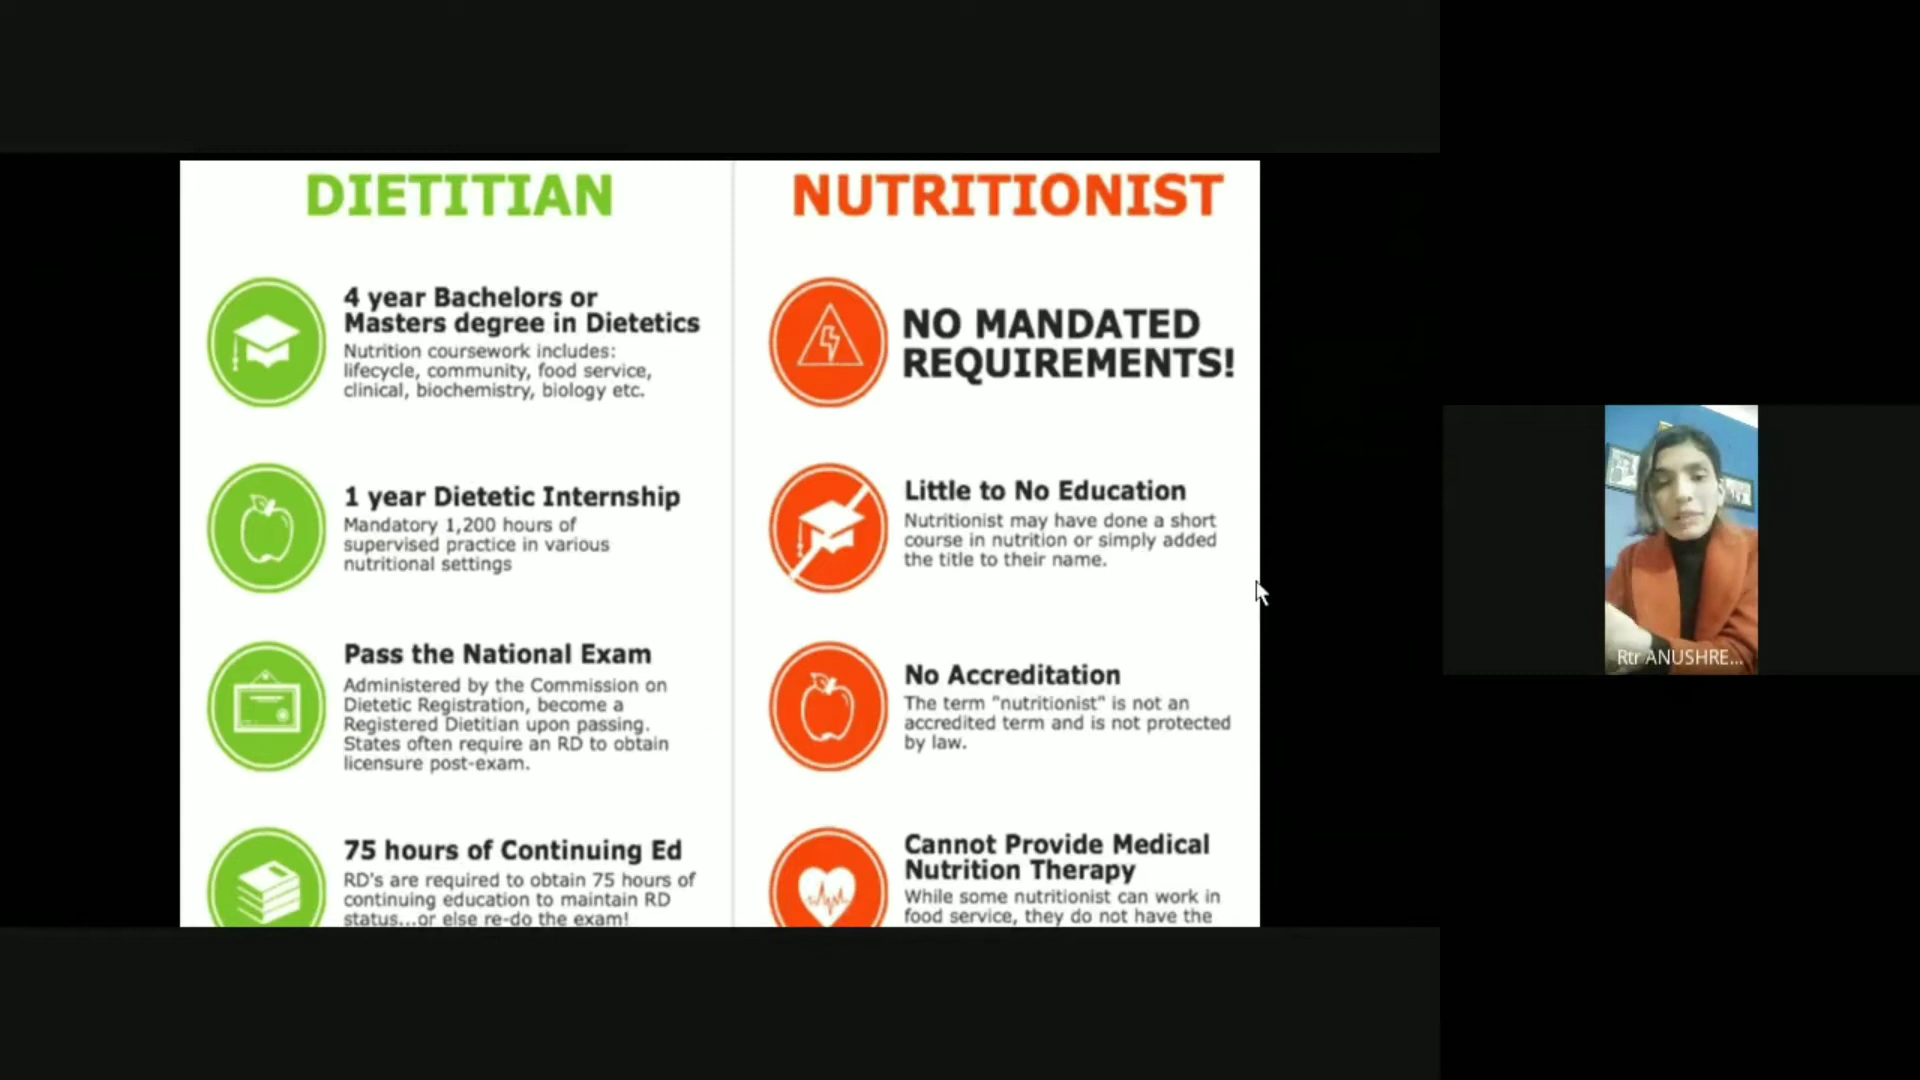 DIETITIAN
4 year Bachelors or
Masters degree in Dietetics
Nutrition coursework includes:
lifecycle, community, food service,
clinical, biochemistry, biology etc.
1 year Dietetic Internship
Mandatory 1,200 hours of
supervised practice in various
nutritional settings
Pass the National Exam
Administered by the Commission on
Dietetic Registration, become a
Registered Dietitian upon passing.
States often require an RD to obtain
licensure post-exam.
75 hours of Continuing Ed
RD's are required to obtain 75 hours of
continuing education to maintain RD
status...or else re-do the exam!
NUTRITIONIST
NO MANDATED
REQUIREMENTS!
Little to No Education
Nutritionist may have done a short
course in nutrition or simply added
the title to their name.
No Accreditation
The term "nutritionist" is not an
accredited term and is not protected
by law.
Cannot Provide Medical
Nutrition Therapy
While some nutritionist can work in
food service, they do not have the
Rtr ANUSHRE...